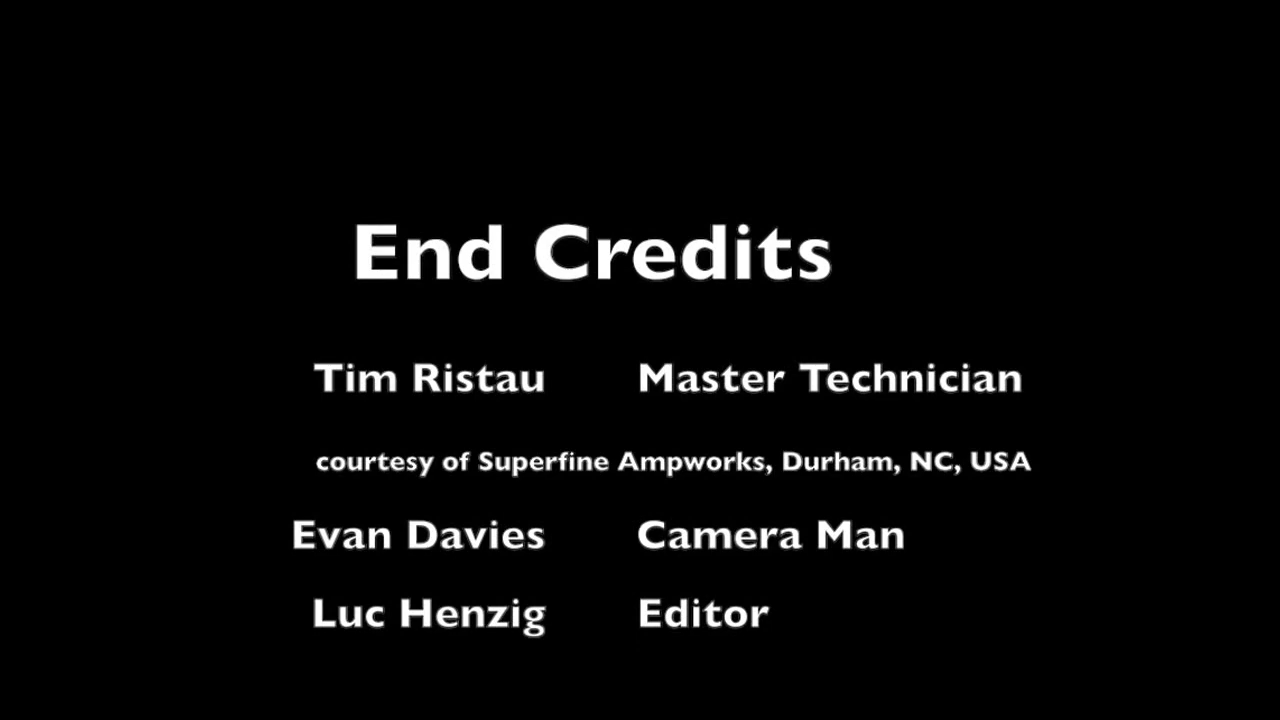 End Credits
Tim Ristau Master Technician
courtesy of Superfine Ampworks, Durham, NC, USA
Evan Davies Camera Man
Luc Henzig Editor